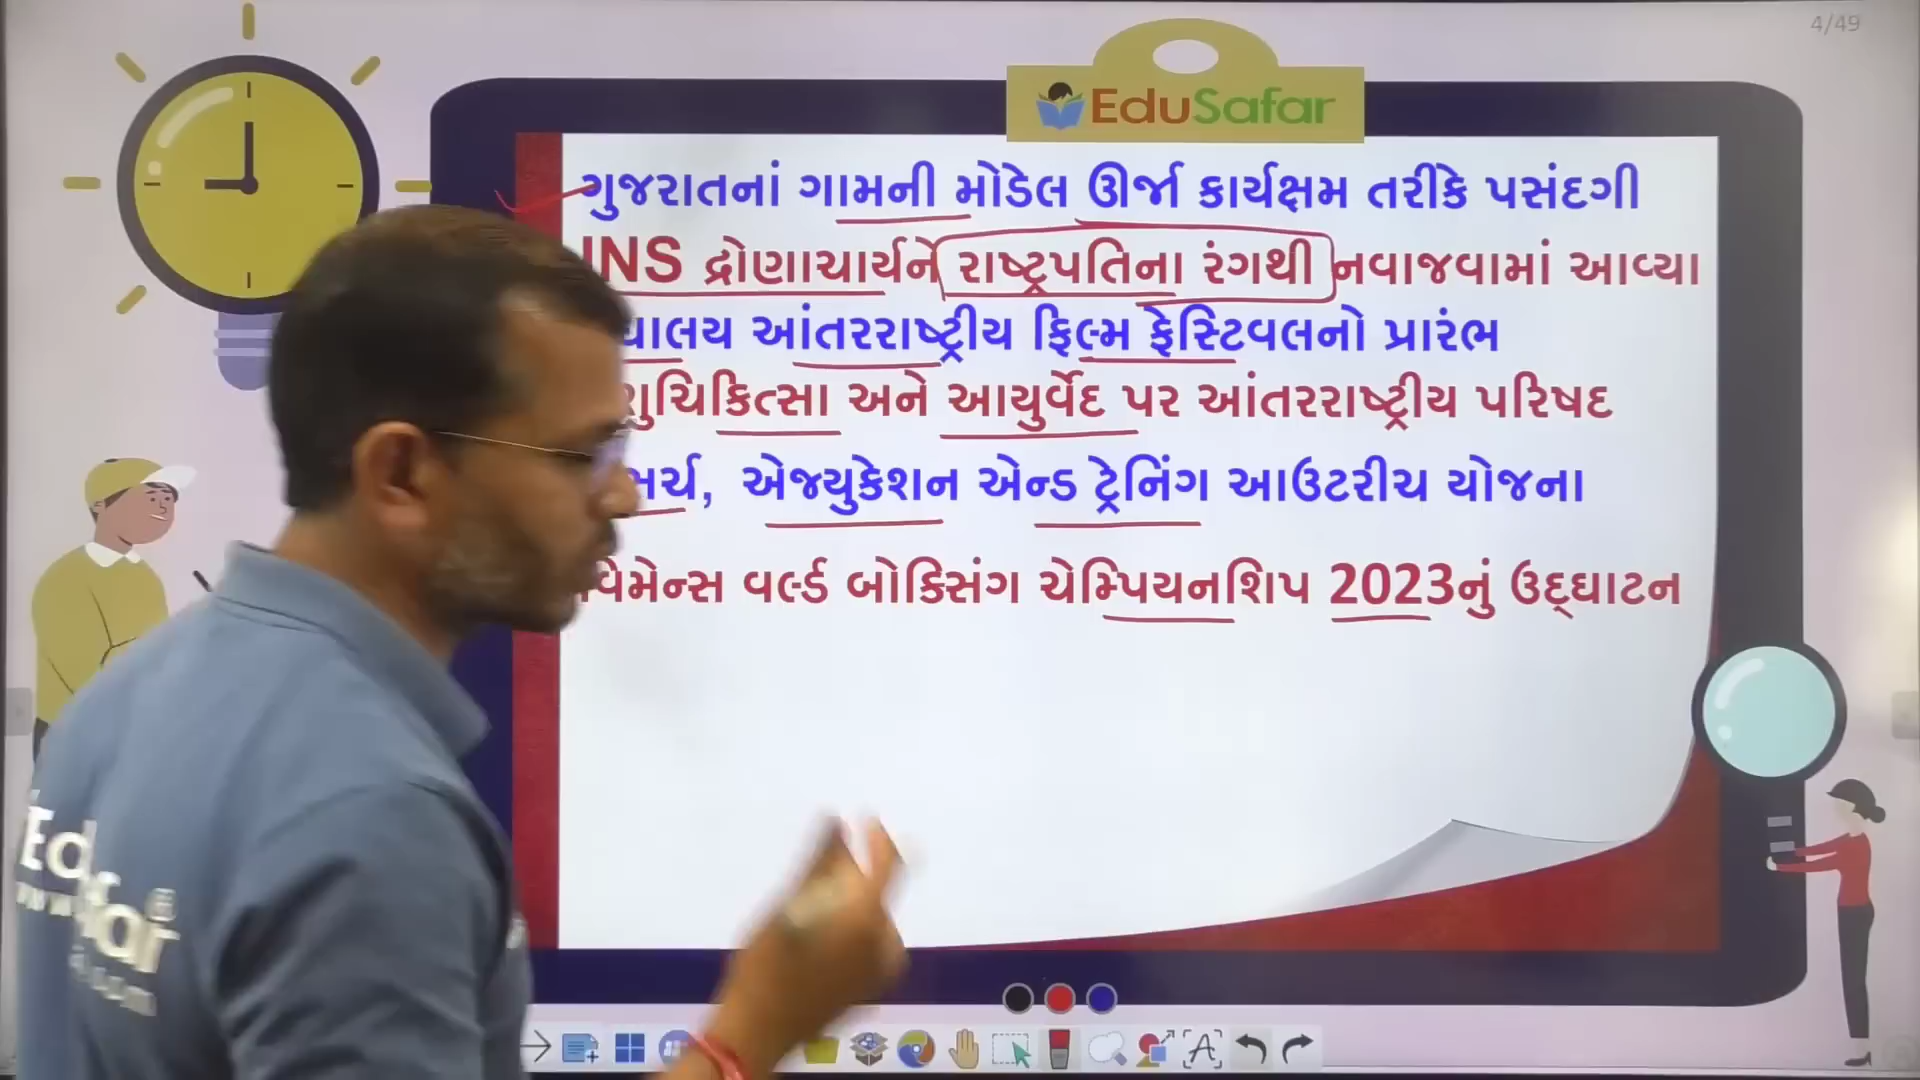 4/49
EduSafar
ગુજરાતનાં ગામની મોડેલ ઊર્જા કાર્યક્ષમ તરીકે પસંદગી
INS દ્રોણાચાર્યને રાષ્ટ્રપતિના રંગથી નવાજવામાં આવ્યા
આંતરરાષ્ટ્રીય ફિલ્મ ફેસ્ટિવલનો પ્રારંભ
અને આયુર્વેદ પર આંતરરાષ્ટ્રીય પરિષદ
એજ્યુકેશન એન્ડ ટ્રેનિંગ આઉટરીચ યોજના
વિમેન્સ વર્લ્ડ બોક્સિંગ ચેમ્પિયનશિપ 2023નું ઉદ્ઘાટન